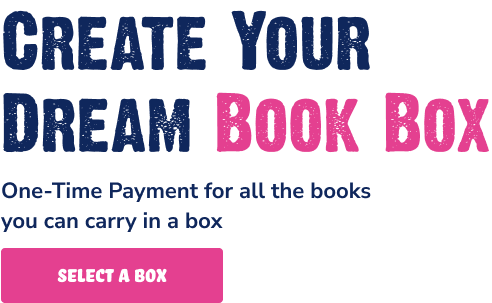 Create Your
Dream Book Box
One-Time Payment for all the books
you can carry in a box
SELECT A BOX